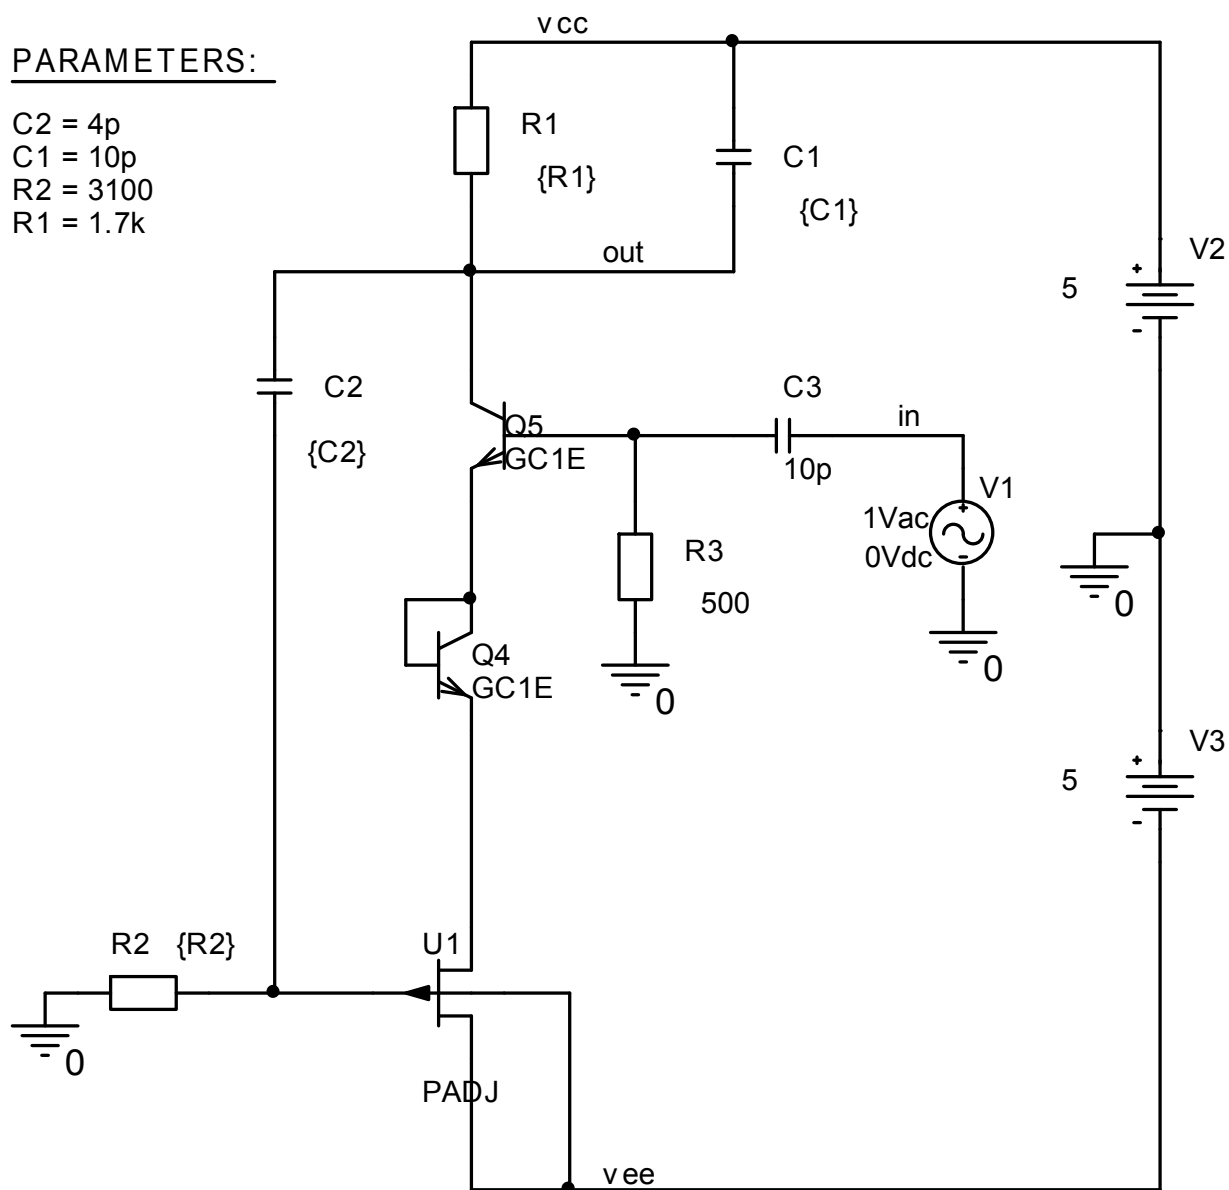 vcc
PARAMETERS:
C2 = 4p
C1 = 10p
R2 = 3100
R1 = 1.7k
R1
{R1}
C1
{C1}
out
V2
+
5
-
C2
{C2}
C3
10p
in
Q5
GC1E
V1
1Vac
0Vdc
+
-
R3
500
0
0
0
Q4
GC1E
V3
+
5
-
R2 {R2}
U1
0
PADJ
vee